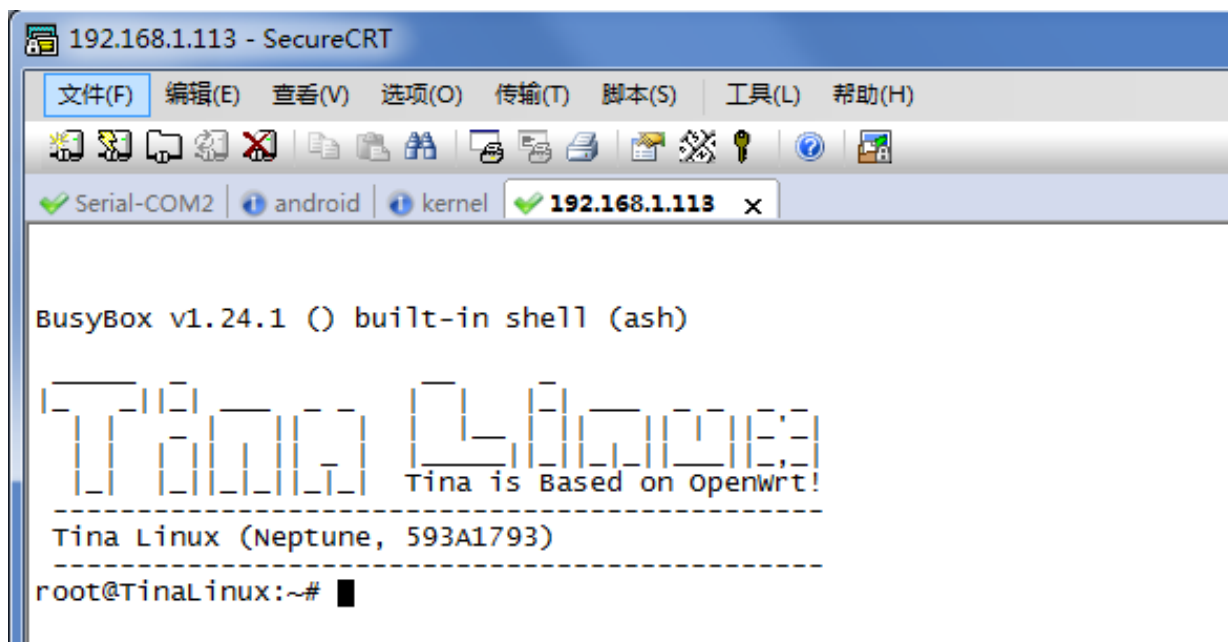 192.168.1.113 - SecureCRT
文件(F) 编辑(E) 查看(V) 选项(O) 传输(T) 脚本(S) 工具(L) 帮助(H)
Serial-COM2 android kernel 192.168.1.113 x
BusyBox v1.24.1 () built-in shell (ash)
Tina Linux
Tina is Based on OpenWrt!
----------------------------------------------
Tina Linux (Neptune, 593A1793)
----------------------------------------------
root@TinaLinux:~#